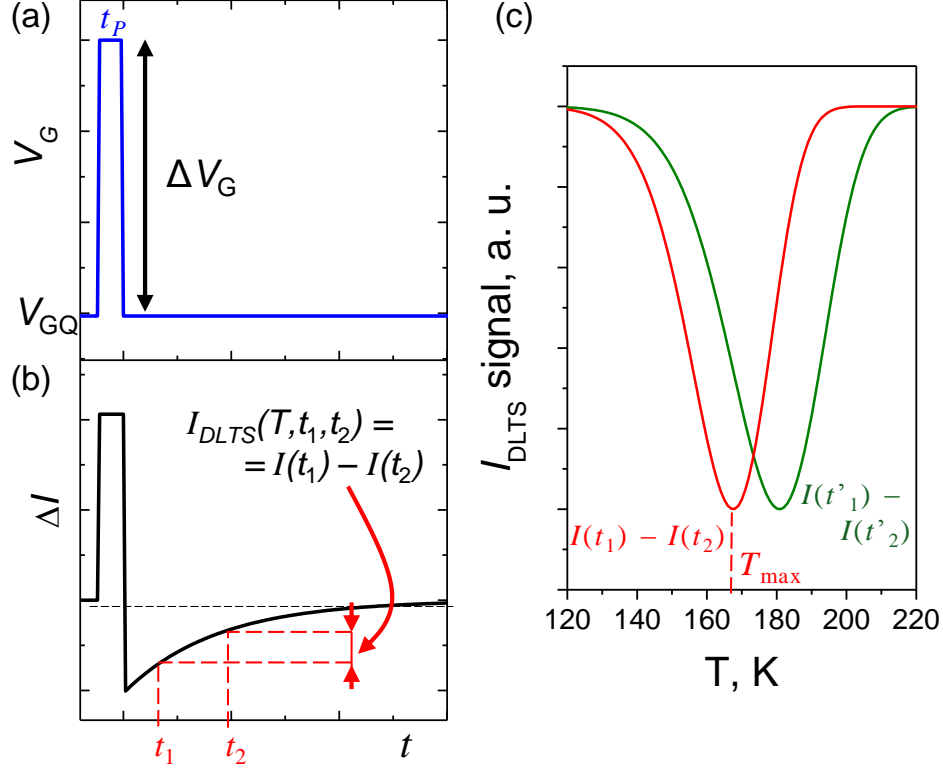 (a)
t_P
V_G
ΔV_G
V_GQ
(b)
I_DLTS(T,t_1,t_2) =
= I(t_1) – I(t_2)
ΔI
t_1
t_2
t
(c)
I_DLTS signal, a. u.
I(t_1) – I(t_2)
I(t'_1) –
I(t'_2)
T_max
120 140 160 180 200 220
T, K